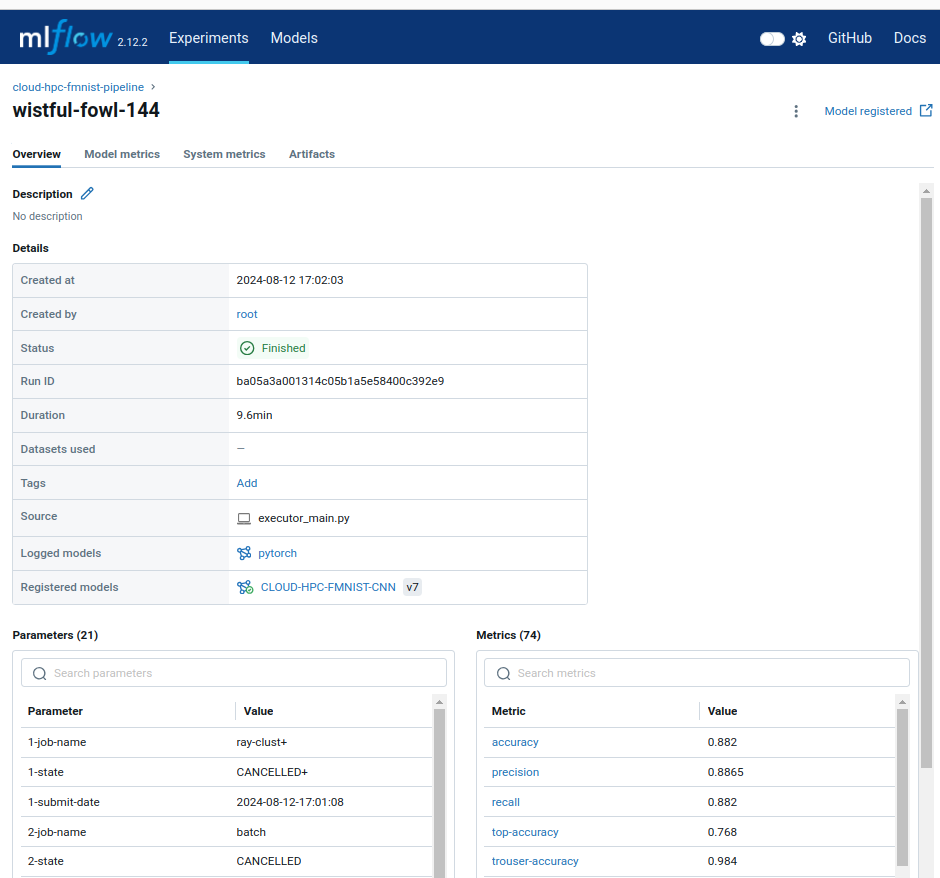 mlflow 2.12.2 Experiments Models GitHub Docs
cloud-hpc-fmnist-pipeline >
wistful-fowl-144
Model registered
Overview Model metrics System metrics Artifacts
Description
No description
Details
Created at 2024-08-12 17:02:03
Created by root
Status Finished
Run ID ba05a3a001314c05b1a5e58400c392e9
Duration 9.6min
Datasets used —
Tags Add
Source executor_main.py
Logged models pytorch
Registered models CLOUD-HPC-FMNIST-CNN v7
Parameters (21) Metrics (74)
Search parameters Search metrics
Parameter Value Metric Value
1-job-name ray-clust+ accuracy 0.882
1-state CANCELLED+ precision 0.8865
1-submit-date 2024-08-12-17:01:08 recall 0.882
2-job-name batch top-accuracy 0.768
2-state CANCELLED trouser-accuracy 0.984